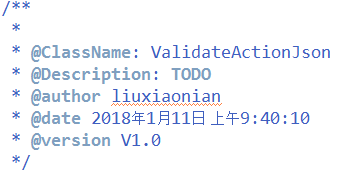 /**
 *
 * @ClassName: ValidateActionJson
 * @Description: TODO
 * @author liuxiaonian
 * @date 2018年1月11日 上午9:40:10
 * @version V1.0
 */